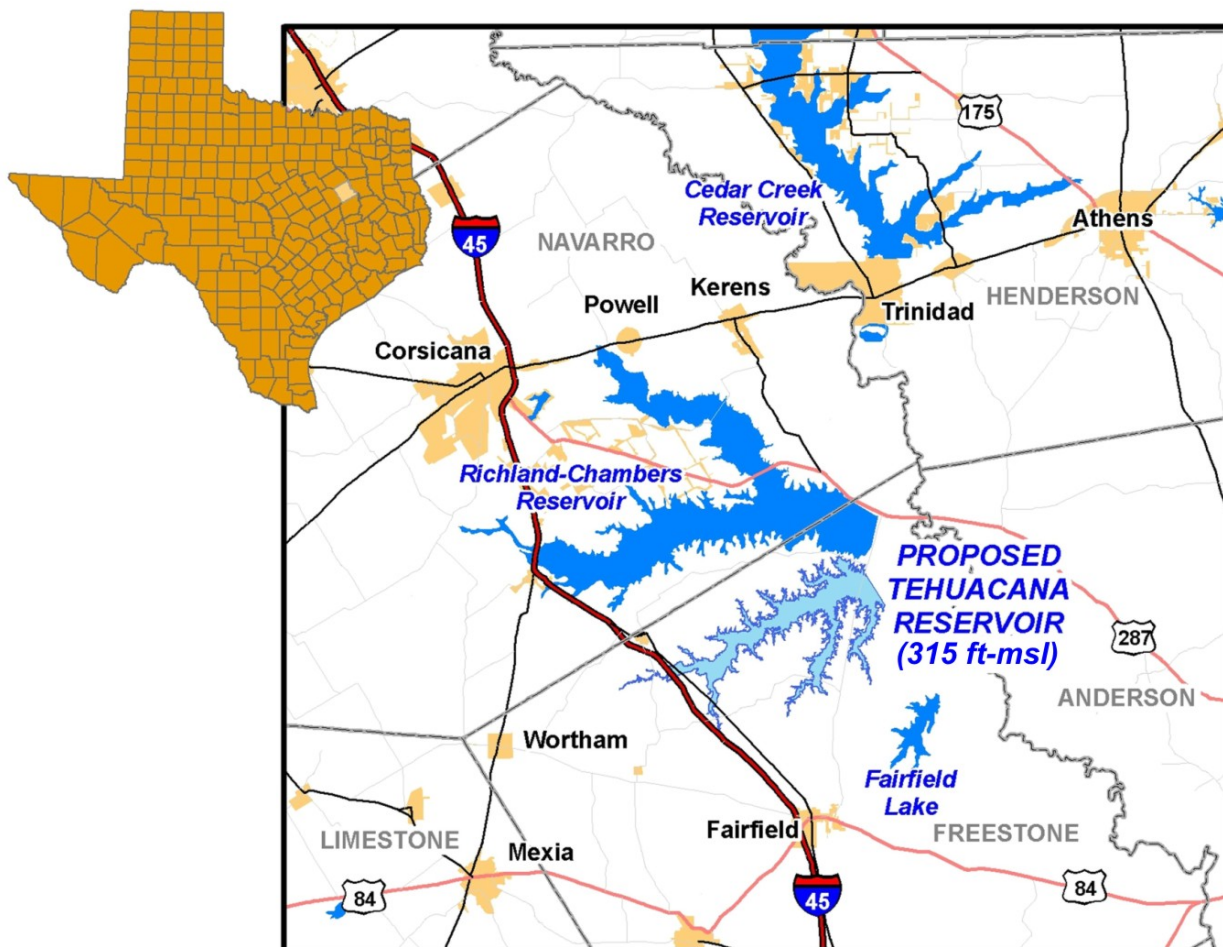 175
Cedar Creek
Reservoir
Athens
45
NAVARRO
Kerens
HENDERSON
Powell
Trinidad
Corsicana
Richland-Chambers
Reservoir
PROPOSED
TEHUACANA
RESERVOIR
(315 ft-msl)
287
ANDERSON
Wortham
Fairfield
Lake
LIMESTONE
Fairfield
FREESTONE
Mexia
84
45
84